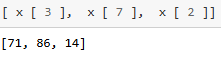 [ x [ 3 ],  x [ 7 ],  x [ 2 ]]
[71, 86, 14]